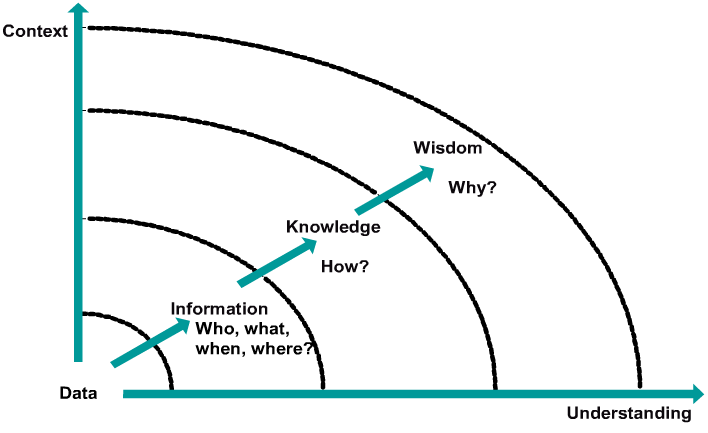 Context
Wisdom
Why?
Knowledge
How?
Information
Who, what,
when, where?
Data
Understanding